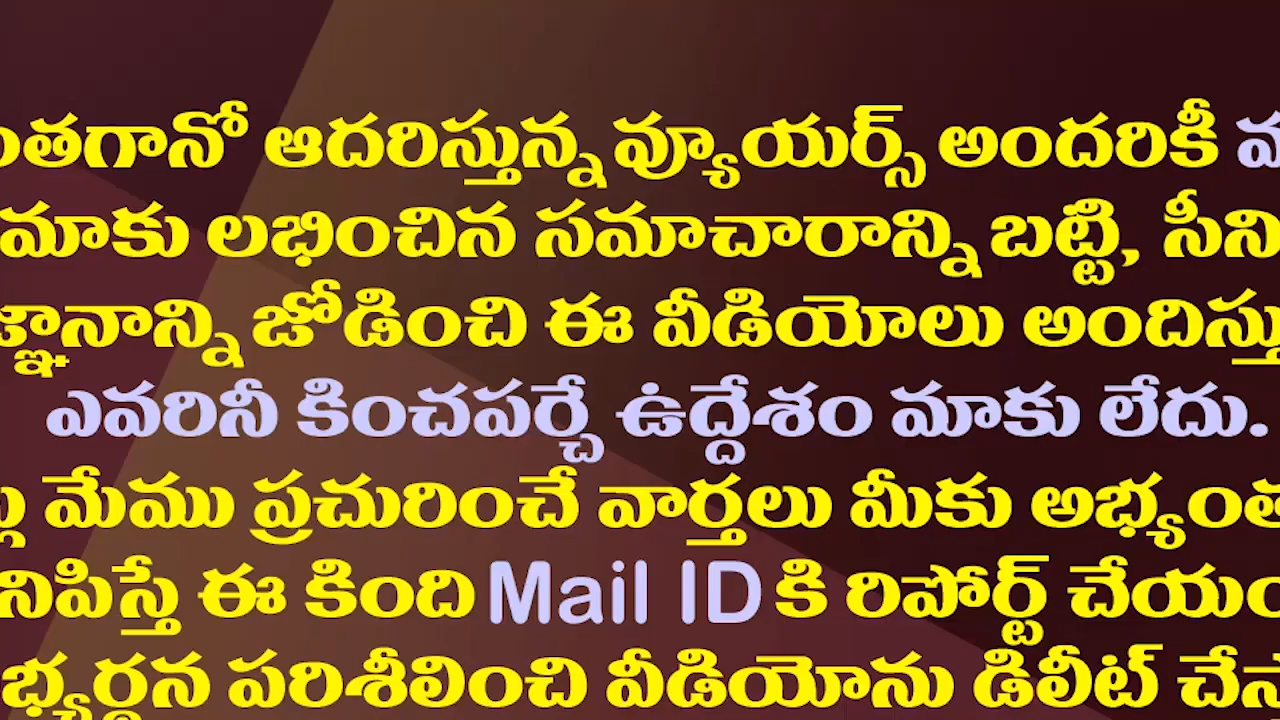 ఆదరిస్తున్న వ్యూయర్స్ అందరికీ
మాకు లభించిన సమాచారాన్ని బట్టి,
జోడించి ఈ వీడియోలు
ఎవరినీ కించపర్చే ఉద్దేశం మాకు లేదు.
మేము ప్రచురించే వార్తలు మీకు
ఈ కింది Mail ID కి రిపోర్ట్
పరిశీలించి వీడియోను డిలీట్